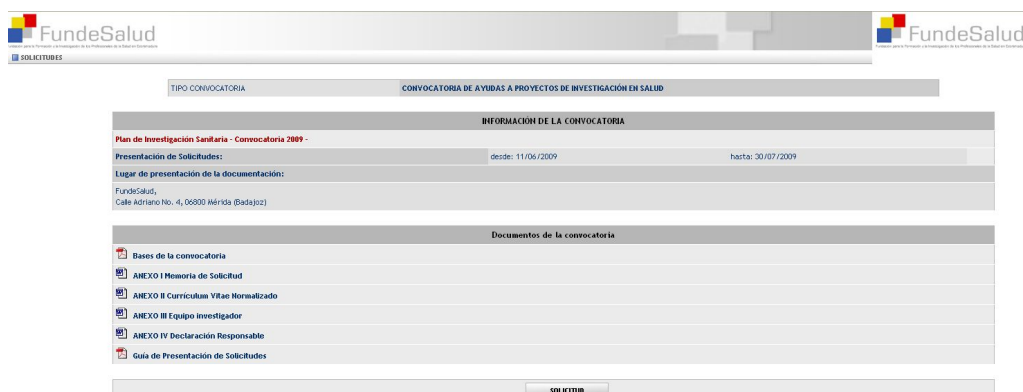 FundeSalud
FundeSalud
SOLICITUDES
TIPO CONVOCATORIA CONVOCATORIA DE AYUDAS A PROYECTOS DE INVESTIGACIÓN EN SALUD
INFORMACIÓN DE LA CONVOCATORIA
Plan de Investigación Sanitaria - Convocatoria 2009 -
Presentación de Solicitudes: desde: 11/06/2009 hasta: 30/07/2009
Lugar de presentación de la documentación:
FundeSalud,
Calle Adriano No. 4, 06800 Mérida (Badajoz)
Documentos de la convocatoria
Bases de la convocatoria
ANEXO I Memoria de Solicitud
ANEXO II Currículum Vitae Normalizado
ANEXO III Equipo investigador
ANEXO IV Declaración Responsable
Guía de Presentación de Solicitudes
SOLICITUD